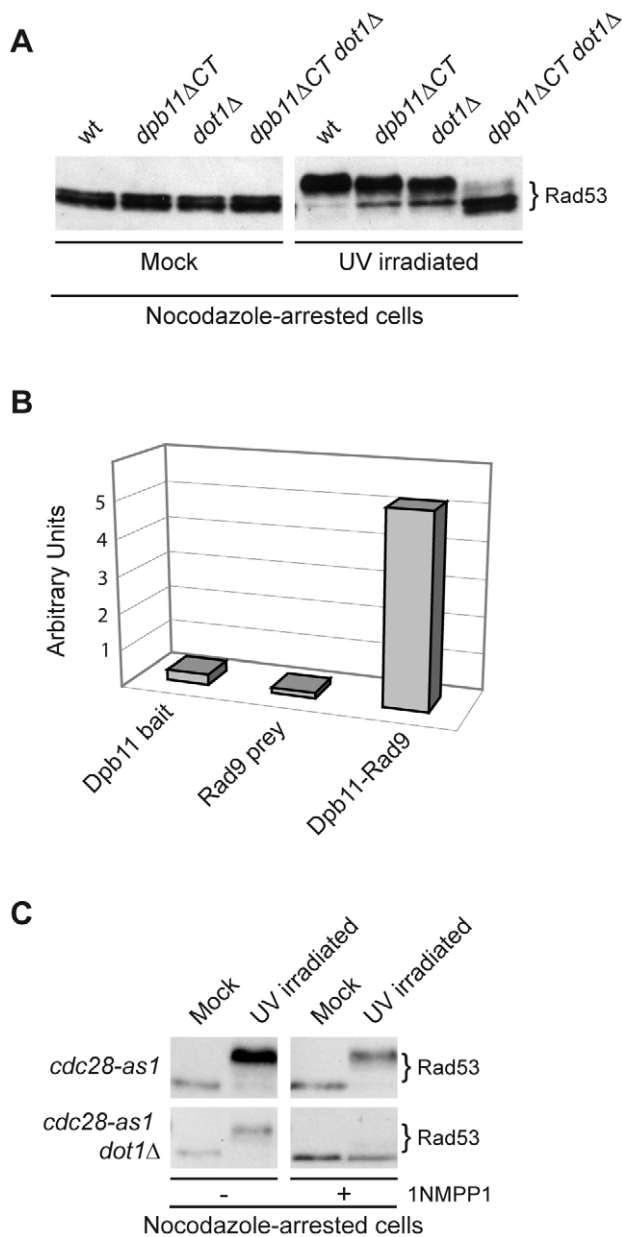 A
wt
dpb11ΔCT
dot1Δ
dpb11ΔCT dot1Δ
wt
dpb11ΔCT
dot1Δ
dpb11ΔCT dot1Δ
} Rad53
Mock
UV irradiated
Nocodazole-arrested cells
B
Arbitrary Units
5
4
3
2
1
Dpb11 bait
Rad9 prey
Dpb11-Rad9
C
Mock
UV irradiated
Mock
UV irradiated
cdc28-as1
} Rad53
cdc28-as1
dot1Δ
} Rad53
- + 1NMPP1
Nocodazole-arrested cells